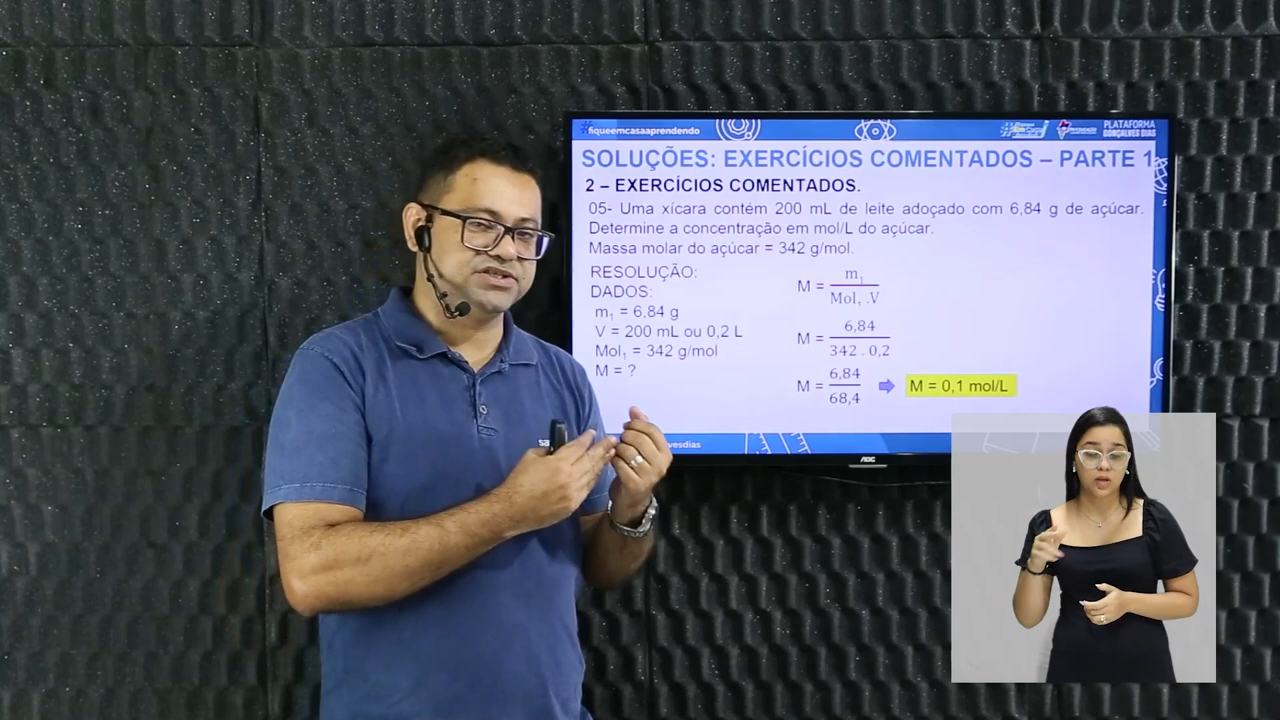 #fiqueemcasaaprendendo
PLATAFORMA
GONÇALVES DIAS
SOLUÇÕES: EXERCÍCIOS COMENTADOS – PARTE 1
2 – EXERCÍCIOS COMENTADOS.
05- Uma xícara contém 200 mL de leite adoçado com 6,84 g de açúcar.
Determine a concentração em mol/L do açúcar.
Massa molar do açúcar = 342 g/mol.
RESOLUÇÃO:
DADOS:
m₁ = 6,84 g
V = 200 mL ou 0,2 L
Mol₁ = 342 g/mol
M = ?
M = m₁ / Mol₁ .V
M = 6,84 / 342 . 0,2
M = 6,84 / 68,4
M = 0,1 mol/L
vesdias
AOC
sa